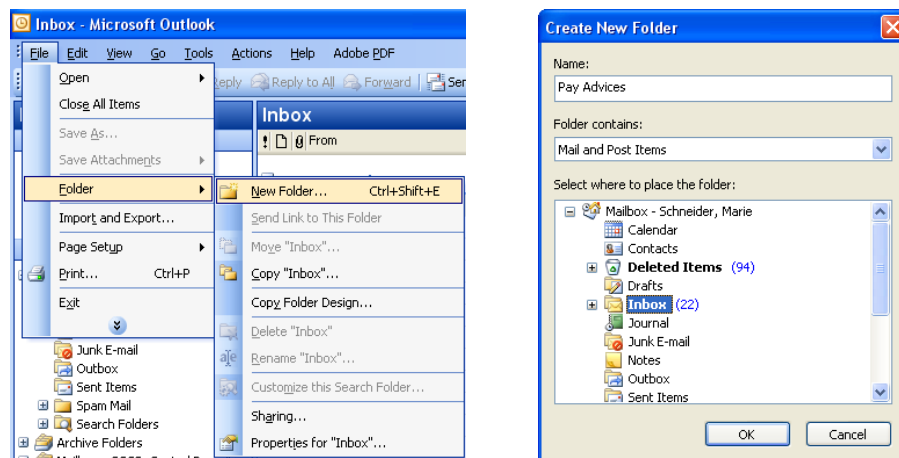 Inbox - Microsoft Outlook
File Edit View Go Tools Actions Help Adobe PDF
Reply to All Forward
Open
Close All Items
Save As...
Save Attachments
Folder
Import and Export...
Page Setup
Print... Ctrl+P
Exit
Inbox
! From
New Folder... Ctrl+Shift+E
Send Link to This Folder
Move "Inbox"...
Copy "Inbox"...
Copy Folder Design...
Delete "Inbox"
Rename "Inbox"...
Customize this Search Folder...
Sharing...
Properties for "Inbox"...
Junk E-mail
Outbox
Sent Items
Spam Mail
Search Folders
Archive Folders
Create New Folder
Name:
Pay Advices
Folder contains:
Mail and Post Items
Select where to place the folder:
Mailbox - Schneider, Marie
Calendar
Contacts
Deleted Items (94)
Drafts
Inbox (22)
Journal
Junk E-mail
Notes
Outbox
Sent Items
OK Cancel